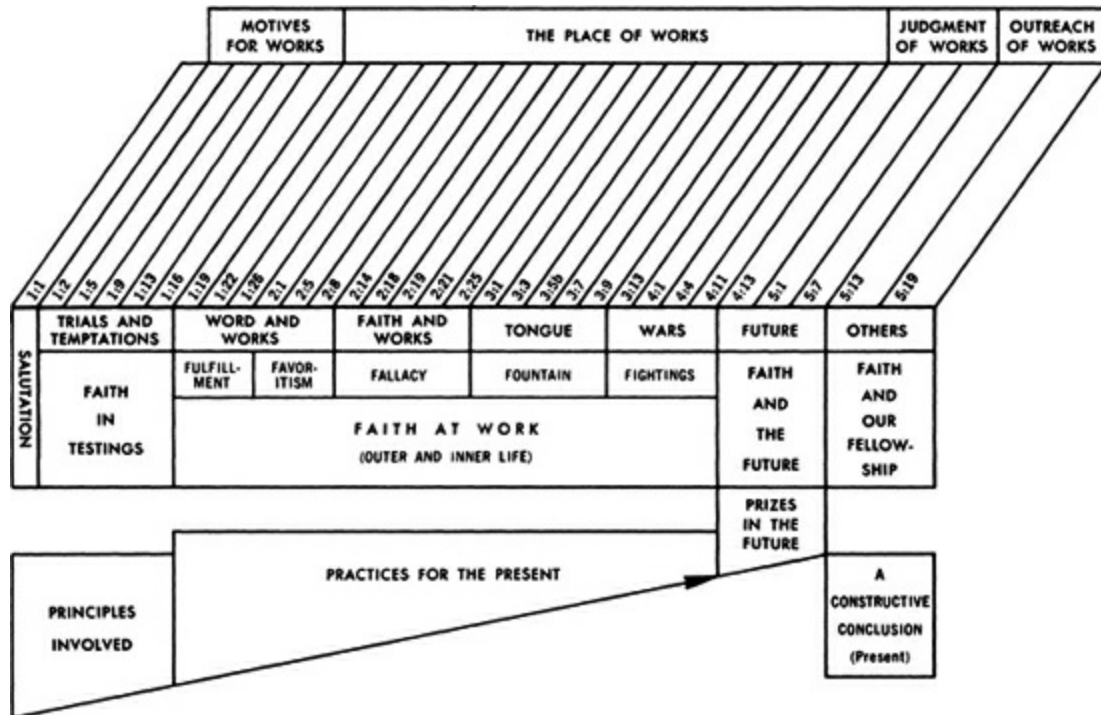 MOTIVES
FOR WORKS
THE PLACE OF WORKS
JUDGMENT
OF WORKS
OUTREACH
OF WORKS
1:1
1:2
1:5
1:9
1:13
1:16
1:19
1:22
1:26
2:1
2:5
2:8
2:14
2:18
2:19
2:21
2:25
3:1
3:3
3:5b
3:7
3:9
3:13
4:1
4:4
4:11
4:13
5:1
5:7
5:13
5:19
SALUTATION
TRIALS AND
TEMPTATIONS
WORD AND
WORKS
FAITH AND
WORKS
TONGUE
WARS
FUTURE
OTHERS
FAITH
IN
TESTINGS
FULFILL-
MENT
FAVOR-
ITISM
FALLACY
FOUNTAIN
FIGHTINGS
FAITH AT WORK
(OUTER AND INNER LIFE)
FAITH
AND
THE
FUTURE
FAITH
AND
OUR
FELLOW-
SHIP
PRINCIPLES
INVOLVED
PRACTICES FOR THE PRESENT
PRIZES
IN THE
FUTURE
A
CONSTRUCTIVE
CONCLUSION
(Present)